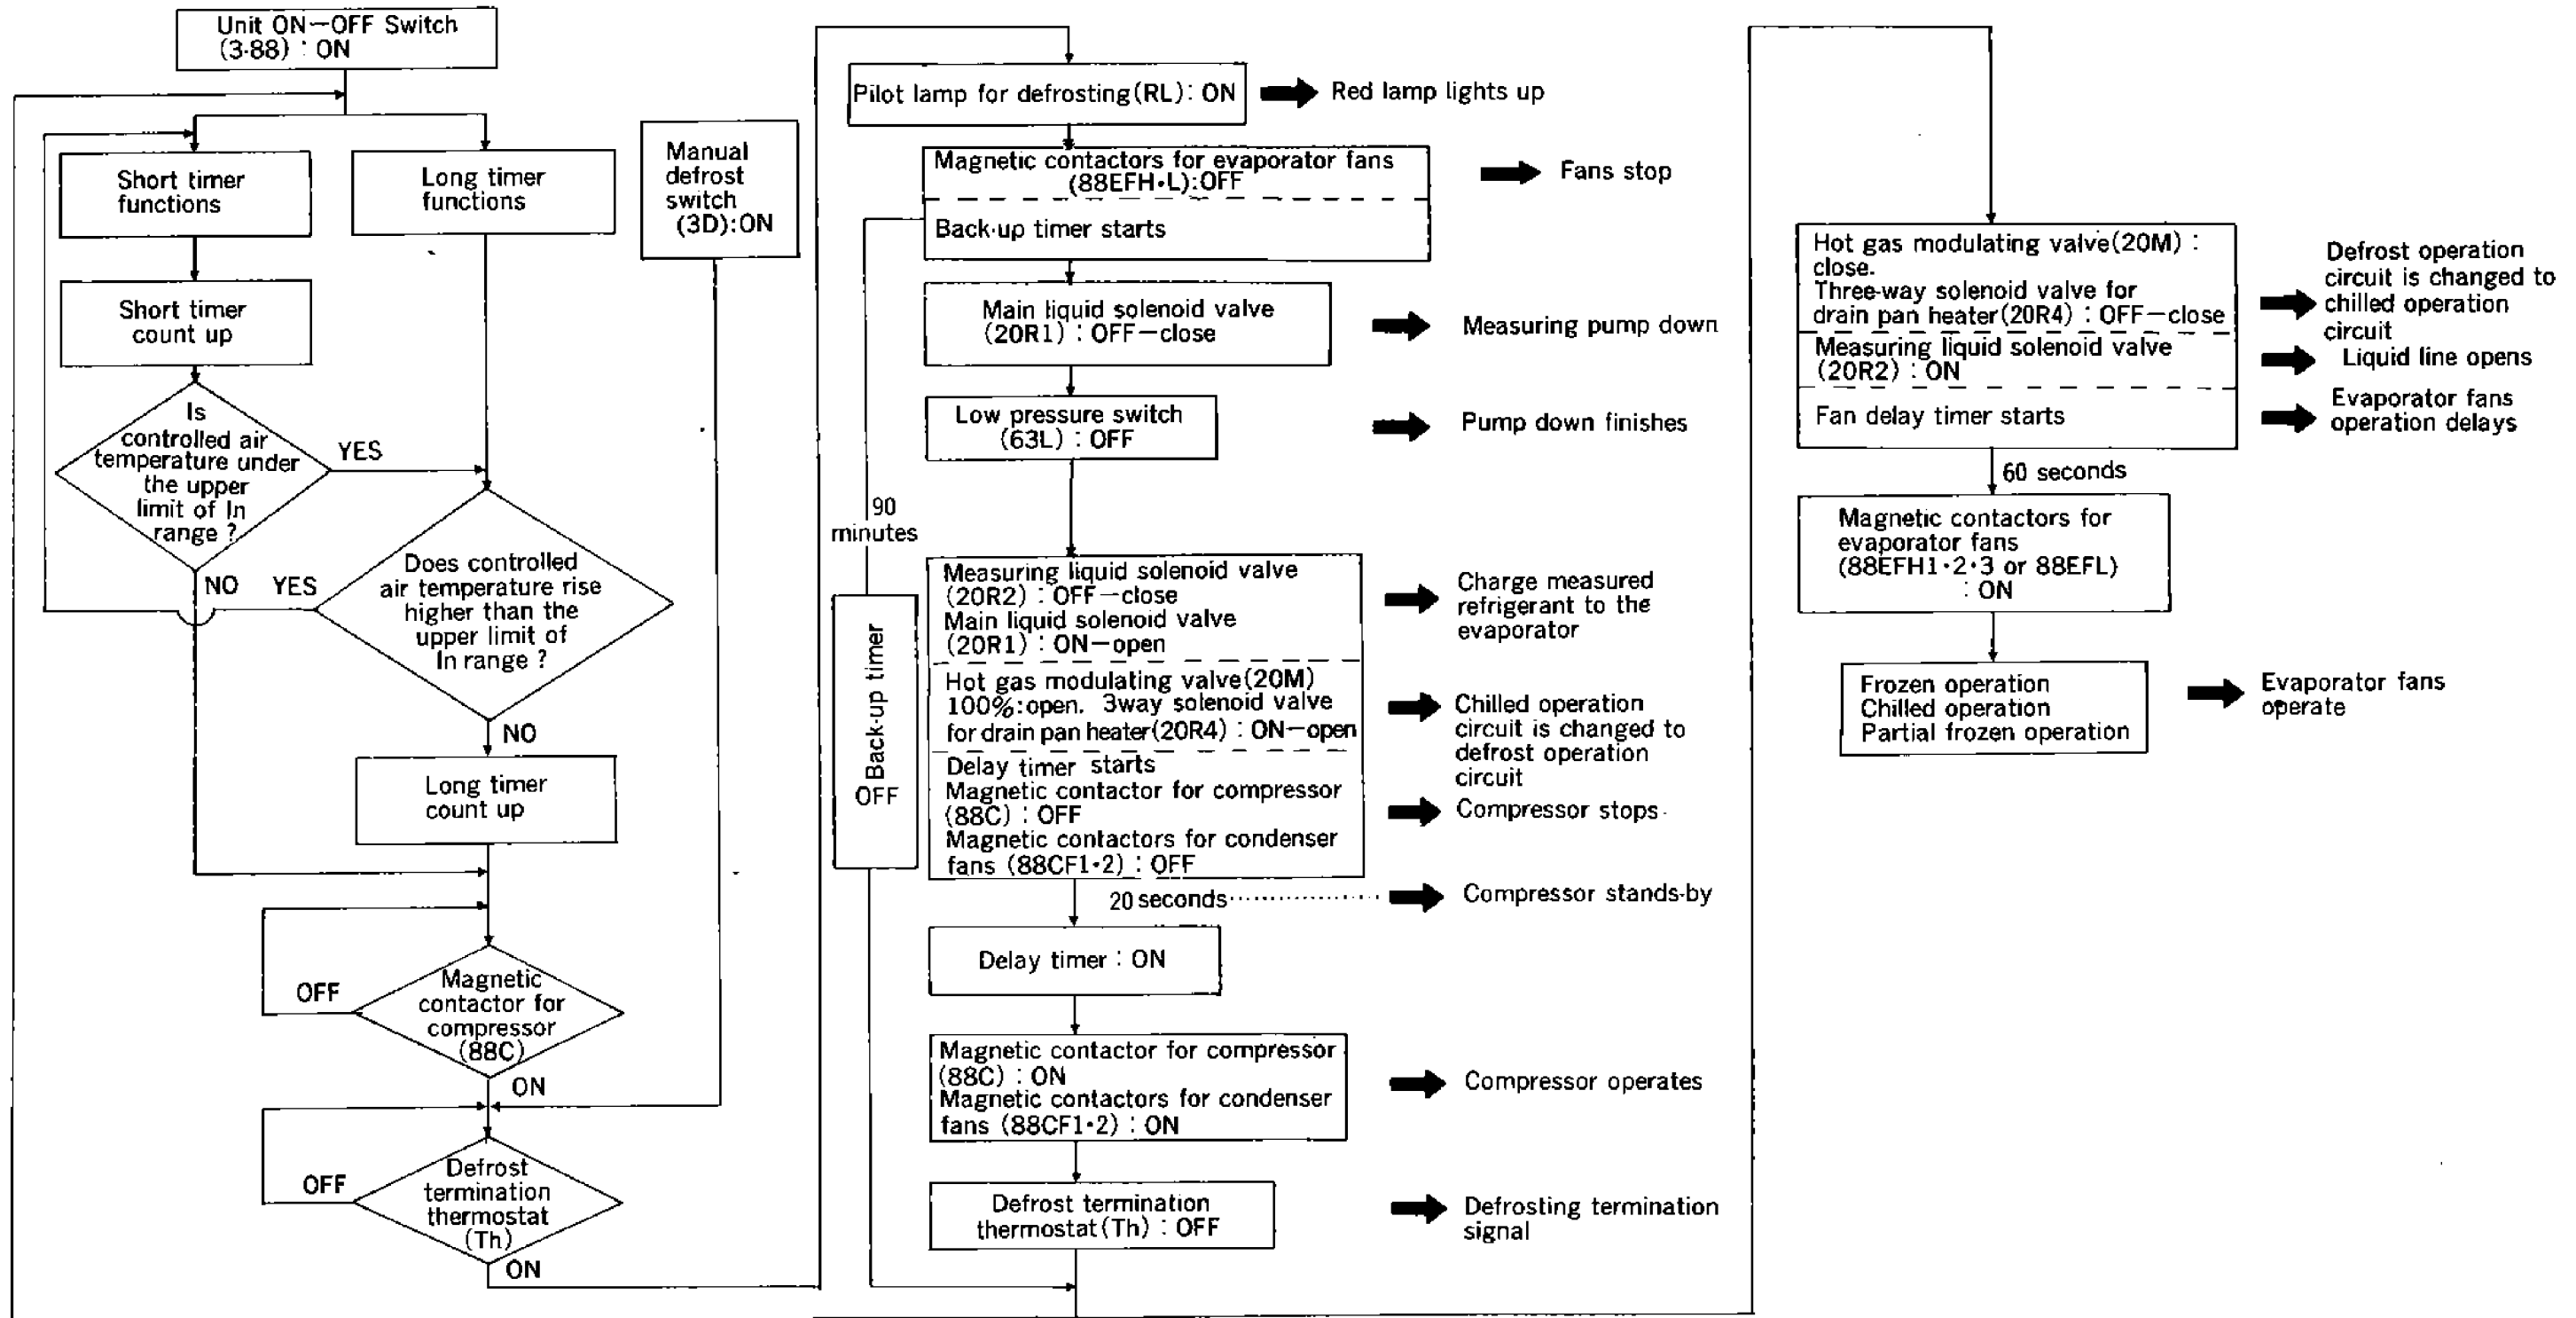 Unit ON—OFF Switch
(3·88) : ON
Short timer
functions
Long timer
functions
Manual
defrost
switch
(3D):ON
Short timer
count up
Is
controlled air
temperature under
the upper
limit of In
range ?
YES
NO
YES
Does controlled
air temperature rise
higher than the
upper limit of
In range ?
NO
Long timer
count up
OFF
Magnetic
contactor for
compressor
(88C)
ON
OFF
Defrost
termination
thermostat
(Th)
ON
Pilot lamp for defrosting(RL): ON
Red lamp lights up
Magnetic contactors for evaporator fans
(88EFH·L):OFF
Fans stop
Back-up timer starts
Main liquid solenoid valve
(20R1) : OFF—close
Measuring pump down
Low pressure switch
(63L) : OFF
Pump down finishes
90
minutes
Back-up timer
OFF
Measuring liquid solenoid valve
(20R2) : OFF—close
Main liquid solenoid valve
(20R1) : ON—open
Charge measured
refrigerant to the
evaporator
Hot gas modulating valve(20M)
100%:open. 3way solenoid valve
for drain pan heater(20R4) : ON—open
Chilled operation
circuit is changed to
defrost operation
circuit
Delay timer starts
Magnetic contactor for compressor
(88C) : OFF
Magnetic contactors for condenser
fans (88CF1·2) : OFF
Compressor stops
20 seconds
Compressor stands-by
Delay timer : ON
Magnetic contactor for compressor
(88C) : ON
Magnetic contactors for condenser
fans (88CF1·2) : ON
Compressor operates
Defrost termination
thermostat(Th) : OFF
Defrosting termination
signal
Hot gas modulating valve(20M) :
close.
Three-way solenoid valve for
drain pan heater(20R4) : OFF—close
Defrost operation
circuit is changed to
chilled operation
circuit
Measuring liquid solenoid valve
(20R2) : ON
Liquid line opens
Fan delay timer starts
Evaporator fans
operation delays
60 seconds
Magnetic contactors for
evaporator fans
(88EFH1·2·3 or 88EFL)
: ON
Frozen operation
Chilled operation
Partial frozen operation
Evaporator fans
operate